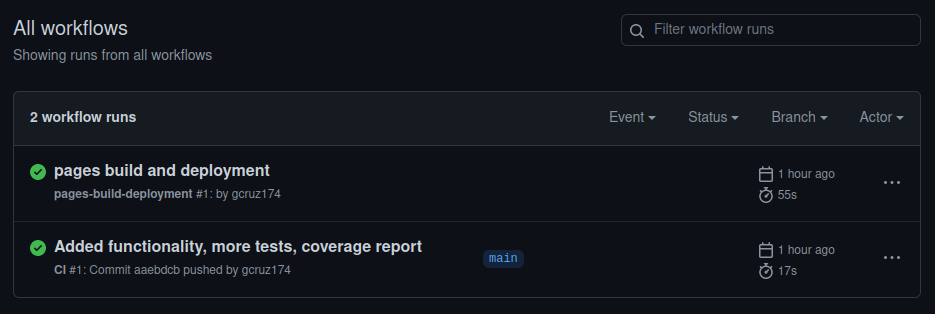 All workflows
Filter workflow runs
Showing runs from all workflows
2 workflow runs
Event Status Branch Actor
pages build and deployment
1 hour ago
pages-build-deployment #1: by gcruz174
55s
Added functionality, more tests, coverage report
1 hour ago
main
CI #1: Commit aaebdcb pushed by gcruz174
17s